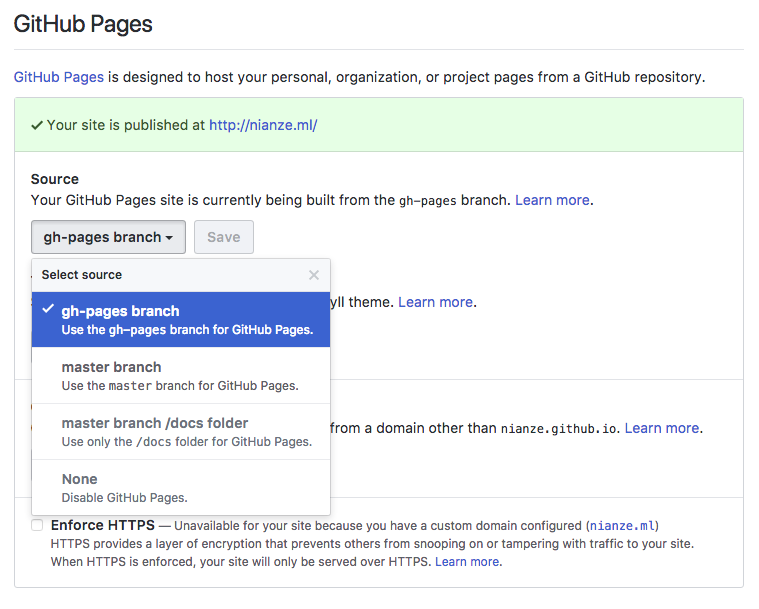 GitHub Pages
GitHub Pages is designed to host your personal, organization, or project pages from a GitHub repository.
Your site is published at http://nianze.ml/
Source
Your GitHub Pages site is currently being built from the gh-pages branch. Learn more.
gh-pages branch Save
Select source
gh-pages branch
Use the gh-pages branch for GitHub Pages.
yll theme. Learn more.
master branch
Use the master branch for GitHub Pages.
master branch /docs folder
from a domain other than nianze.github.io. Learn more.
Use only the /docs folder for GitHub Pages.
None
Disable GitHub Pages.
Enforce HTTPS — Unavailable for your site because you have a custom domain configured (nianze.ml)
HTTPS provides a layer of encryption that prevents others from snooping on or tampering with traffic to your site.
When HTTPS is enforced, your site will only be served over HTTPS. Learn more.